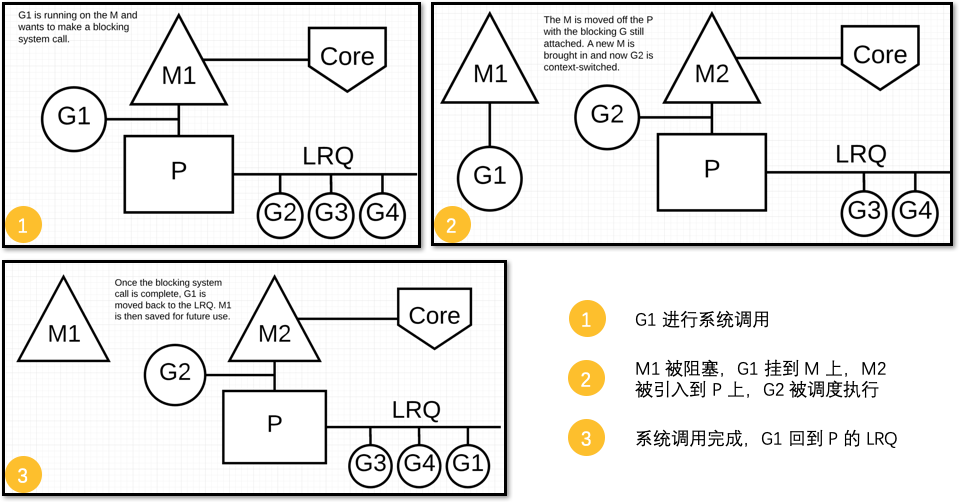 G1 is running on the M and
wants to make a blocking
system call.
M1
Core
G1
P
LRQ
G2
G3
G4
1
The M is moved off the P
with the blocking G still
attached. A new M is
brought in and now G2 is
context-switched.
M1
M2
Core
G2
G1
P
LRQ
G3
G4
2
Once the blocking system
call is complete, G1 is
moved back to the LRQ. M1
is then saved for future use.
M1
M2
Core
G2
P
LRQ
G3
G4
G1
3
1
G1 进行系统调用
2
M1 被阻塞，G1 挂到 M 上，M2
被引入到 P 上，G2 被调度执行
3
系统调用完成，G1 回到 P 的 LRQ